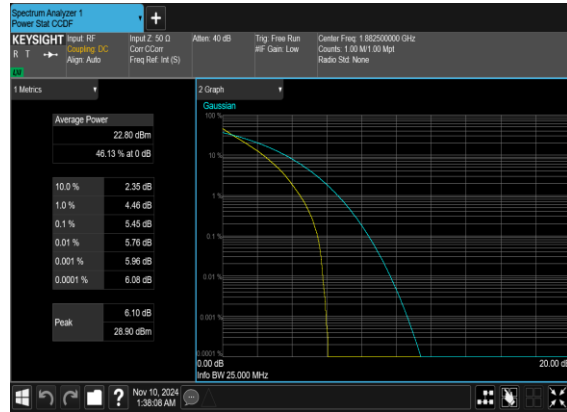 Spectrum Analyzer 1
Power Stat CCDF
KEYSIGHT
R T
LXI
Input: RF
Coupling: DC
Align: Auto
Input Z: 50 Ω
Corr CCorr
Freq Ref: Int (S)
Atten: 40 dB
Trig: Free Run
#IF Gain: Low
Center Freq: 1.882500000 GHz
Counts: 1.00 M/1.00 Mpt
Radio Std: None
1 Metrics
Average Power
22.80 dBm
46.13 % at 0 dB
10.0 % 2.35 dB
1.0 % 4.46 dB
0.1 % 5.45 dB
0.01 % 5.76 dB
0.001 % 5.96 dB
0.0001 % 6.08 dB
Peak
6.10 dB
28.90 dBm
2 Graph
Gaussian
100 %
10 %
1 %
0.1 %
0.01 %
0.001 %
0.0001 %
0.00 dB
20.00 dB
Info BW 25.000 MHz
?
Nov 10, 2024
1:38:08 AM